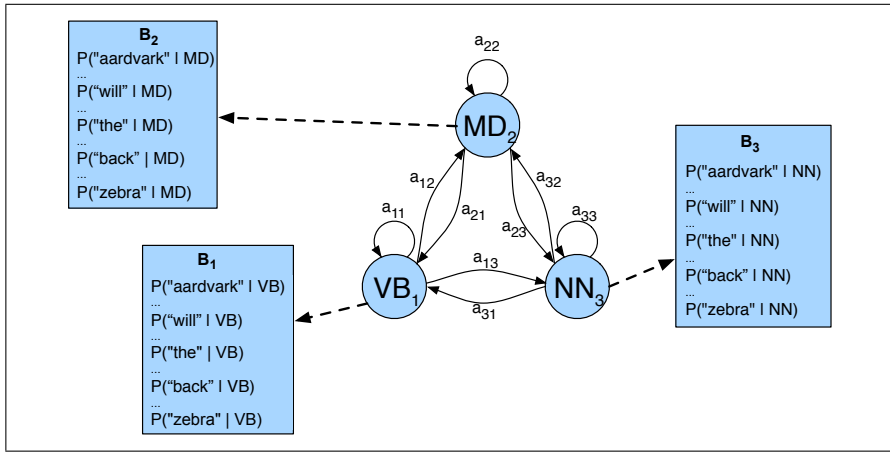 B2
P("aardvark" | MD)
...
P(“will” | MD)
...
P("the" | MD)
...
P(“back” | MD)
...
P("zebra" | MD)
a22
MD2
B3
P("aardvark" | NN)
...
P(“will” | NN)
...
P("the" | NN)
...
P(“back” | NN)
...
P("zebra" | NN)
a12
a32
a11
a21
a23
a33
B1
P("aardvark" | VB)
...
P(“will” | VB)
...
P("the" | VB)
...
P(“back” | VB)
...
P("zebra" | VB)
a13
VB1
NN3
a31